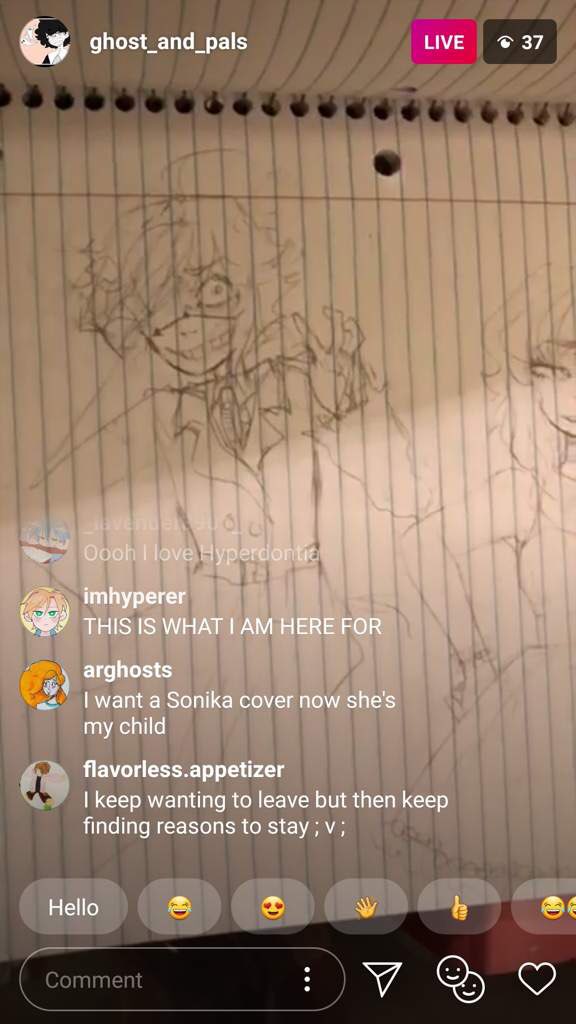 ghost_and_pals
LIVE
37
Oooh I love Hyperdontia
imhyperer
THIS IS WHAT I AM HERE FOR
arghosts
I want a Sonika cover now she's
my child
flavorless.appetizer
I keep wanting to leave but then keep
finding reasons to stay ; v ;
Hello
Comment